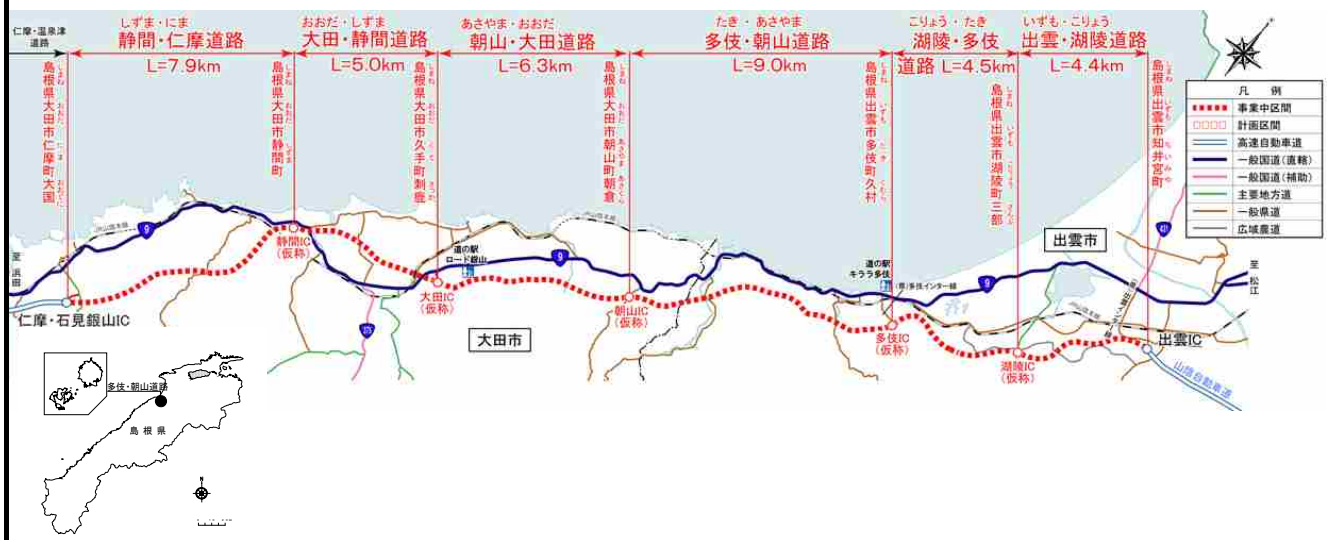 仁摩・温泉津
道路
しずま・にま
静間・仁摩道路
L=7.9km
おおだ・しずま
大田・静間道路
L=5.0km
あさやま・おおだ
朝山・大田道路
L=6.3km
たき・あさやま
多伎・朝山道路
L=9.0km
こりょう・たき
湖陵・多伎
道路 L=4.5km
いずも・こりょう
出雲・湖陵道路
L=4.4km
島根県大田市仁摩町大国
島根県大田市静間町
島根県大田市久手町刺鹿
島根県大田市朝山町朝倉
島根県出雲市多伎町久村
島根県出雲市湖陵町三部
島根県出雲市知井宮町
凡 例
事業中区間
計画区間
高速自動車道
一般国道(直轄)
一般国道(補助)
主要地方道
一般県道
広域農道
至 浜田
9
静間IC
(仮称)
375
大田IC
(仮称)
道の駅
ロード銀山
9
朝山IC
(仮称)
道の駅
キララ多伎
(県)多伎インター線
多伎IC
(仮称)
9
湖陵IC
(仮称)
出雲市
至 松江
出雲IC
山陰自動車道
仁摩・石見銀山IC
大田市
多伎・朝山道路
島根県
N